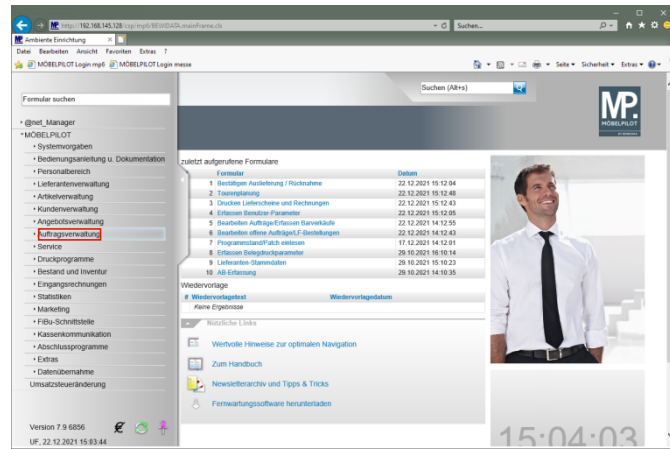 http://192.168.145.128/csp/mp6/BEWIDATA.mainFrame.cls
Suchen...
Ambiente Einrichtung
Datei Bearbeiten Ansicht Favoriten Extras ?
MÖBELPILOT Login mp6 MÖBELPILOT Login messe
Seite Sicherheit Extras
Formular suchen
Suchen (Alt+s)
MP.
MÖBELPILOT
@net_Manager
MÖBELPILOT
Systemvorgaben
Bedienungsanleitung u. Dokumentation
Personalbereich
Lieferantenverwaltung
Artikelverwaltung
Kundenverwaltung
Angebotsverwaltung
Auftragsverwaltung
Service
Druckprogramme
Bestand und Inventur
Eingangsrechnungen
Statistiken
Marketing
FiBu-Schnittstelle
Kassenkommunikation
Abschlussprogramme
Extras
Datenübernahme
Umsatzsteueränderung
Version 7.9 6856
UF, 22.12.2021 15:03:44
zuletzt aufgerufene Formulare
Formular Datum
1 Bestätigen Auslieferung / Rücknahme 22.12.2021 15:12:04
2 Tourenplanung 22.12.2021 15:12:48
3 Drucken Lieferscheine und Rechnungen 22.12.2021 15:12:43
4 Erfassen Benutzer-Parameter 22.12.2021 15:12:05
5 Bearbeiten Aufträge/Erfassen Barverkäufe 22.12.2021 14:12:55
6 Bearbeiten offene Aufträge/LF-Bestellungen 22.12.2021 14:12:43
7 Programmstand/Patch einlesen 17.12.2021 14:12:01
8 Erfassen Belegdruckparameter 29.10.2021 16:10:14
9 Lieferanten-Stammdaten 29.10.2021 15:10:23
10 AB-Erfassung 29.10.2021 14:10:35
Wiedervorlage
# Wiedervorlagetext Wiedervorlagedatum
Keine Ergebnisse
Nützliche Links
Wertvolle Hinweise zur optimalen Navigation
Zum Handbuch
Newsletterarchiv und Tipps & Tricks
Fernwartungssoftware herunterladen
15:04:03